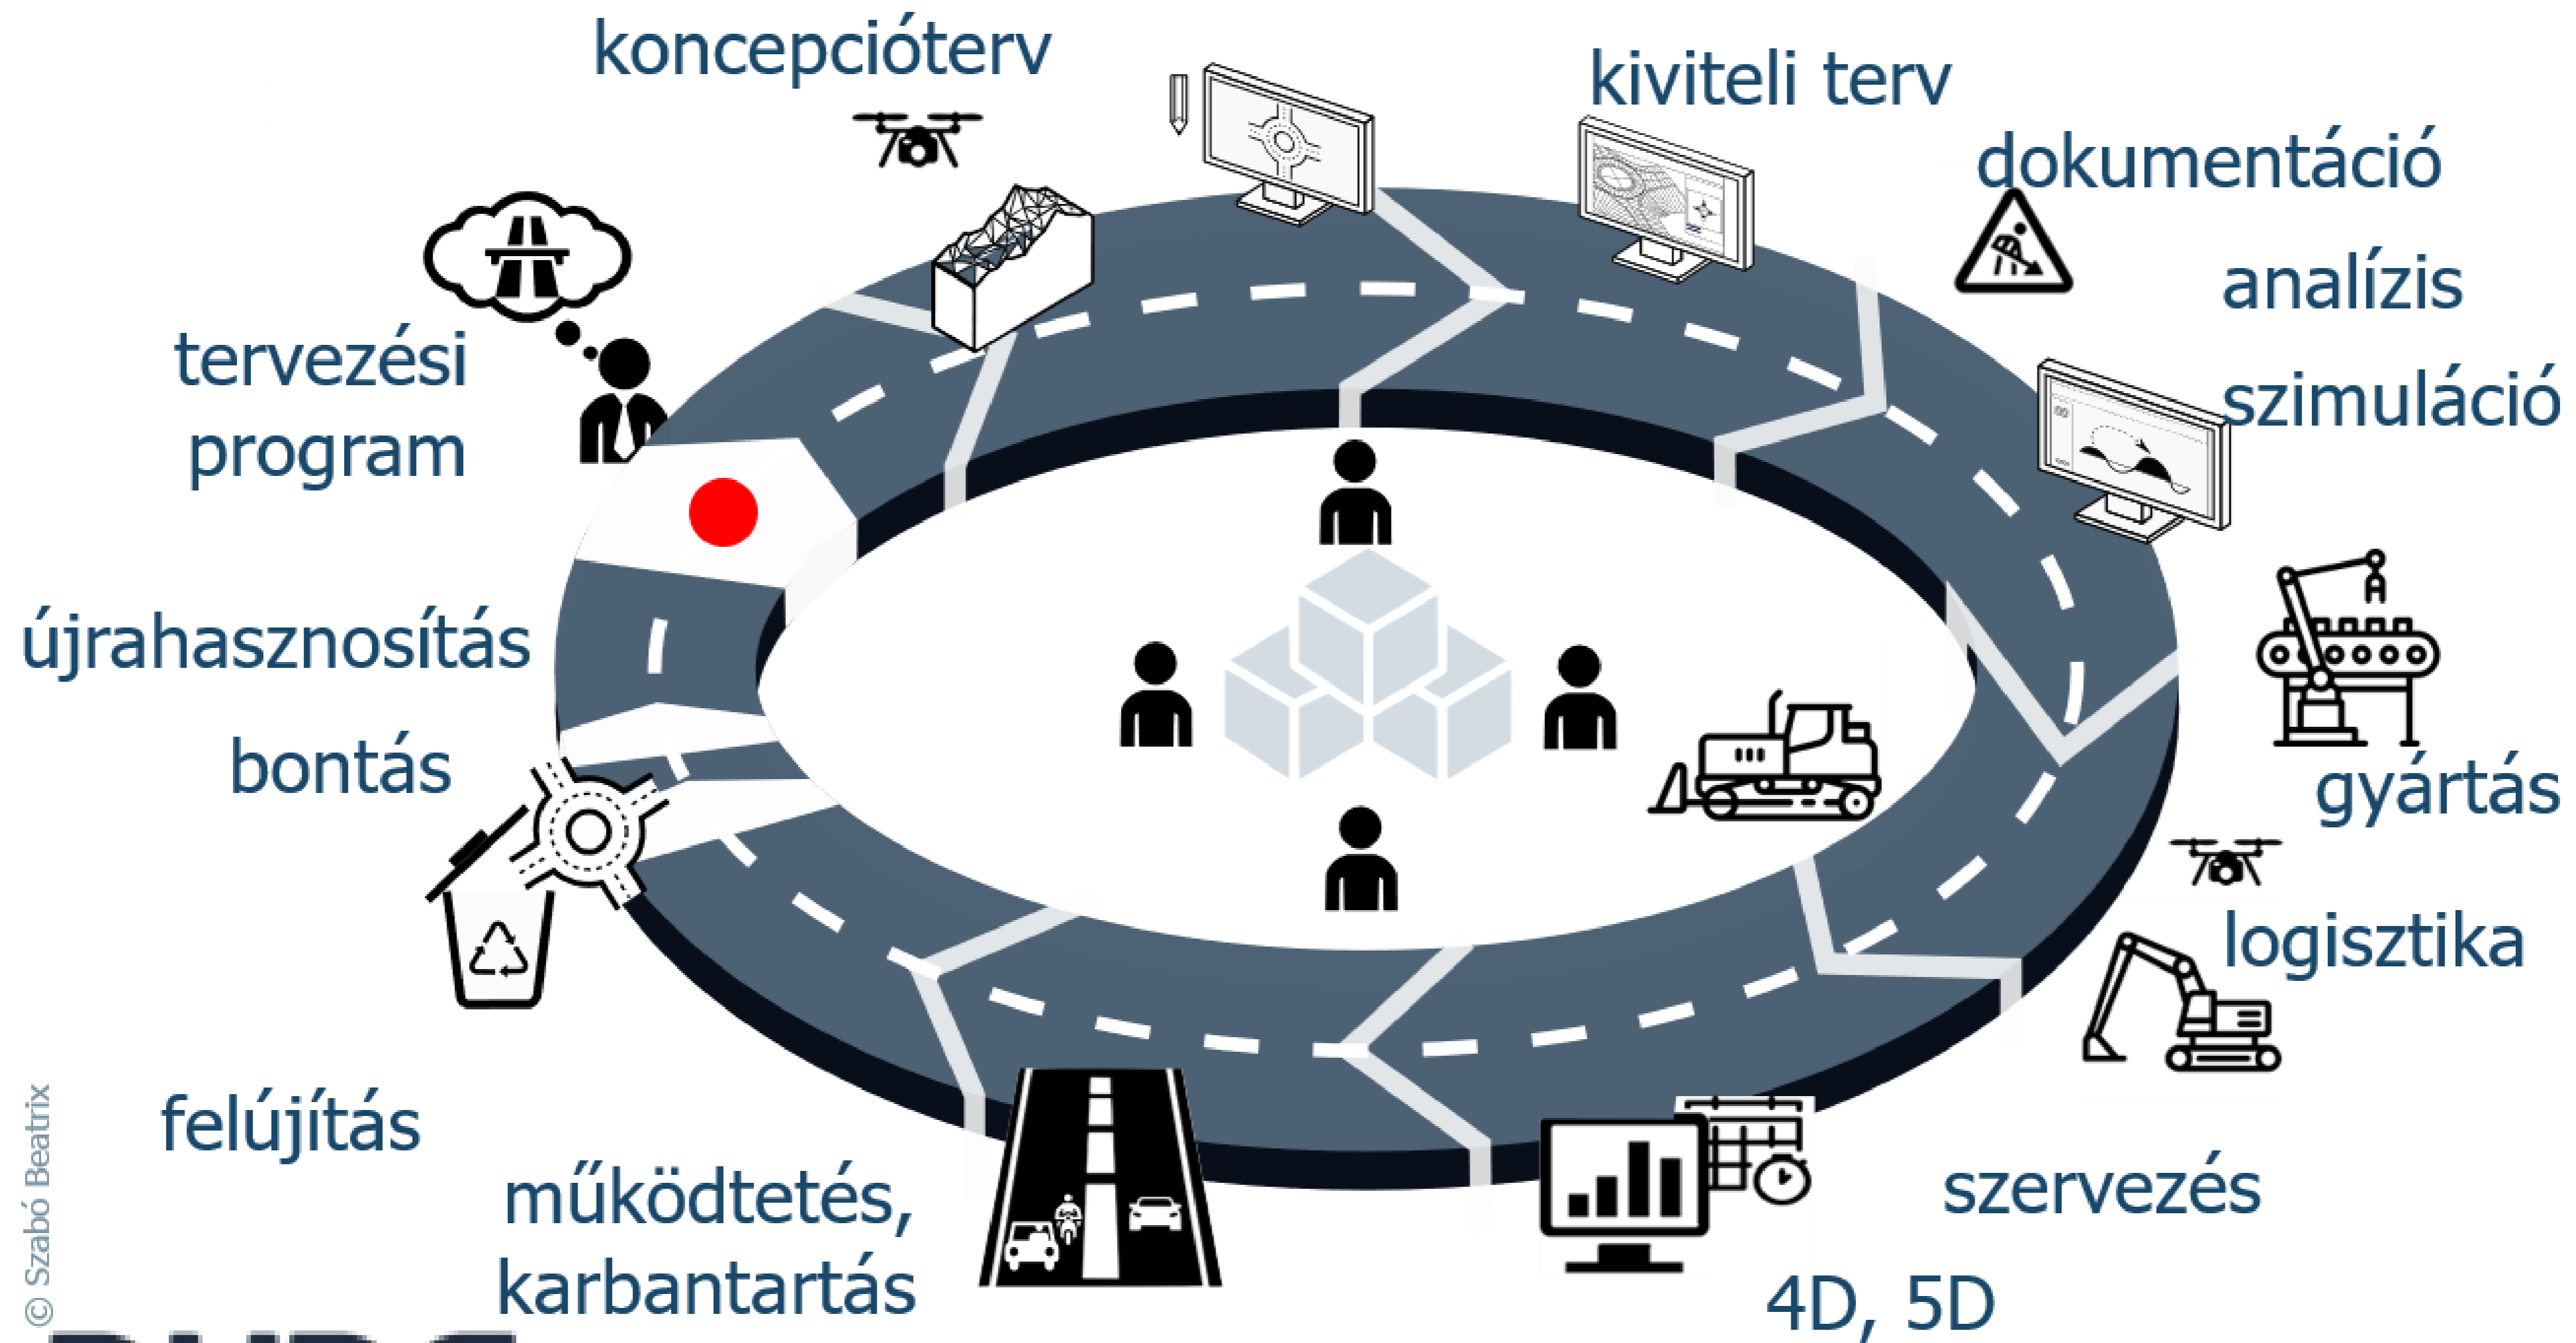 koncepcióterv
kiviteli terv
dokumentáció
analízis
szimuláció
tervezési
program
újrahasznosítás
bontás
gyártás
logisztika
felújítás
működtetés,
karbantartás
szervezés
4D, 5D
© Szabó Beatrix